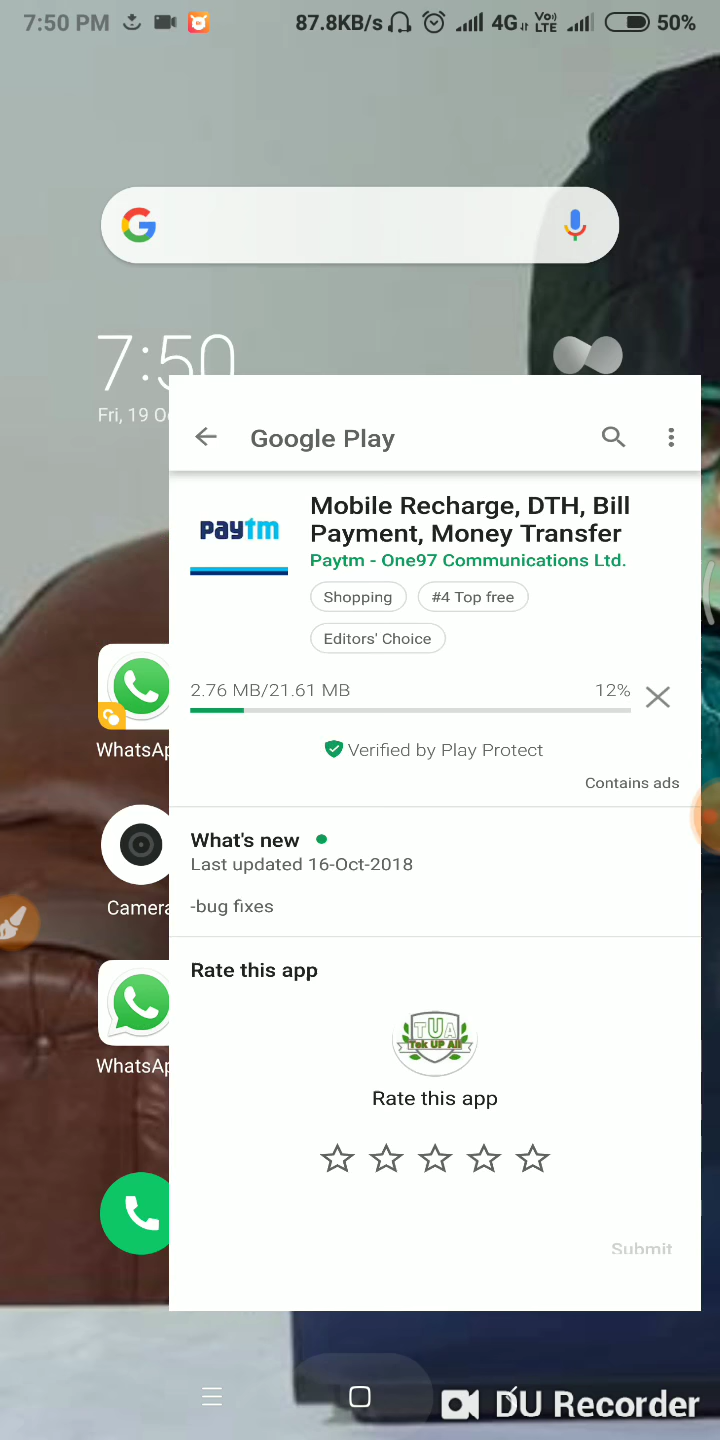 7:50 PM
87.8KB/s
4G
Vo))
LTE
50%
7:50
Fri, 19 O
Google Play
paytm
Mobile Recharge, DTH, Bill
Payment, Money Transfer
Paytm - One97 Communications Ltd.
Shopping
#4 Top free
Editors' Choice
2.76 MB/21.61 MB
12%
Verified by Play Protect
Contains ads
What's new
Last updated 16-Oct-2018
-bug fixes
Rate this app
TUA
Tek UP All
Rate this app
Submit
WhatsAp
Camera
WhatsAp
DU Recorder